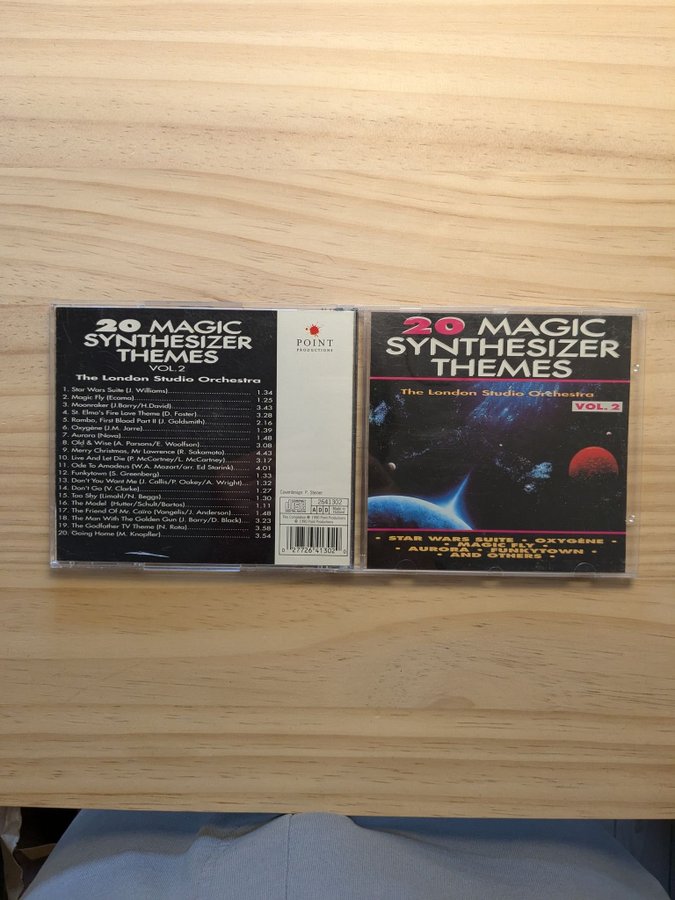 20 MAGIC
SYNTHESIZER
THEMES
VOL.2
The London Studio Orchestra
1. Star Wars Suite (J. Williams) 1.34
2. Magic Fly (Ecama) 1.25
3. Moonraker (J.Barry/H.David) 3.43
4. St. Elmo's Fire Love Theme (D. Foster) 3.28
5. Rambo, First Blood Part II (J. Goldsmith) 2.16
6. Oxygène (J.M. Jarre) 1.39
7. Aurora (Nova) 1.48
8. Old & Wise (A. Parsons/E. Woolfson) 3.08
9. Merry Christmas, Mr Lawrence (R. Sakamoto) 4.43
10. Live And Let Die (P. McCartney/L. McCartney) 3.17
11. Ode To Amadeus (W.A. Mozart/arr. Ed Starink) 4.01
12. Funkytown (S. Greenberg) 1.33
13. Don't You Want Me (J. Callis/P. Oakey/A. Wright) 1.32
14. Don't Go (V. Clarke) 1.27
15. Too Shy (Limahl/N. Beggs) 1.30
16. The Model (Hutter/Schult/Bartos) 1.11
17. The Friend Of Mr. Cairo (Vangelis/J. Anderson) 1.48
18. The Man With The Golden Gun (J. Barry/D. Black) 3.23
19. The Godfather TV Theme (N. Rota) 3.58
20. Going Home (M. Knopfler) 3.54
POINT
PRODUCTIONS
Coverdesign P. Steiner
2641302
ADD
0 27726 41302 0
20 MAGIC
SYNTHESIZER
THEMES
The London Studio Orchestra
VOL. 2
• STAR WARS SUITE • OXYGÈNE •
• MAGIC FLY •
• AURORA • FUNKYTOWN •
AND OTHERS •